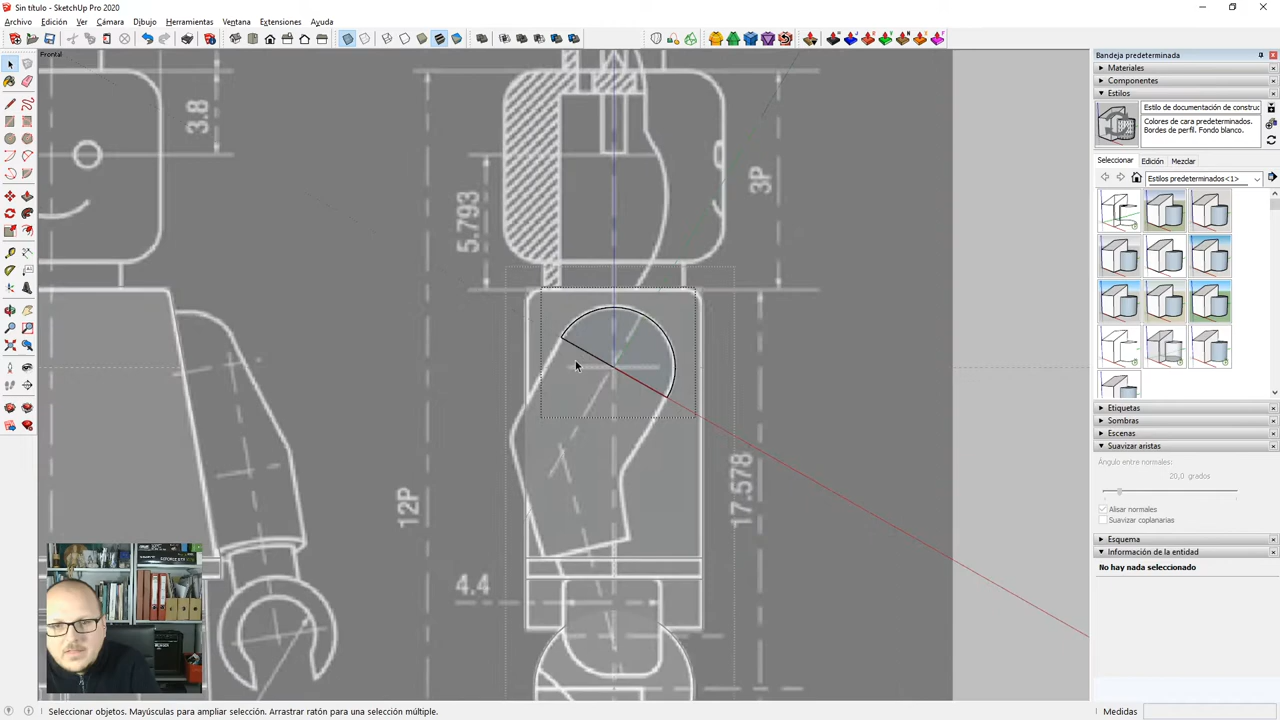 Sin título - SketchUp Pro 2020
Archivo Edición Ver Cámara Dibujo Herramientas Ventana Extensiones Ayuda
Frontal
3.8
5.793
3P
12P
17.578
4.4
Bandeja predeterminada
Materiales
Componentes
Estilos
Estilo de documentación de construc
Colores de cara predeterminados.
Bordes de perfil. Fondo blanco.
Seleccionar Edición Mezclar
Estilos predeterminados<1>
Etiquetas
Sombras
Escenas
Suavizar aristas
Ángulo entre normales
20,0 grados
Alisar normales
Suavizar coplanarias
Esquema
Información de la entidad
No hay nada seleccionado
Seleccionar objetos. Mayúsculas para ampliar selección. Arrastrar ratón para una selección múltiple.
Medidas